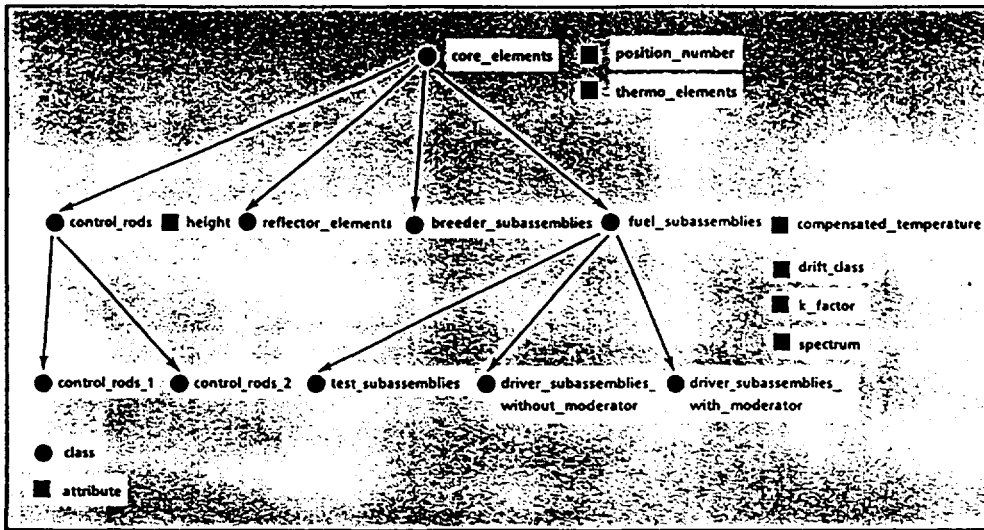 core_elements
position_number
thermo_elements
control_rods
height
reflector_elements
breeder_subassemblies
fuel_subassemblies
compensated_temperature
drift_class
k_factor
spectrum
control_rods_1
control_rods_2
test_subassemblies
driver_subassemblies_
without_moderator
driver_subassemblies_
with_moderator
class
attribute